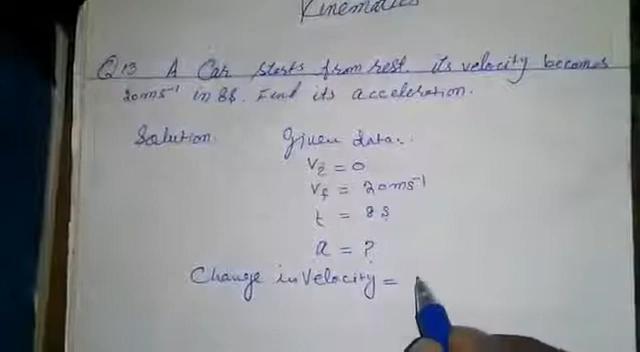 Kinematics
Q13 A Car starts from rest. its velocity becomes
20ms⁻¹ in 8s. Find its acceleration.
Solution. Given data:.
Vi = 0
Vf = 20ms⁻¹
t = 8s
a = ?
Change in Velocity =